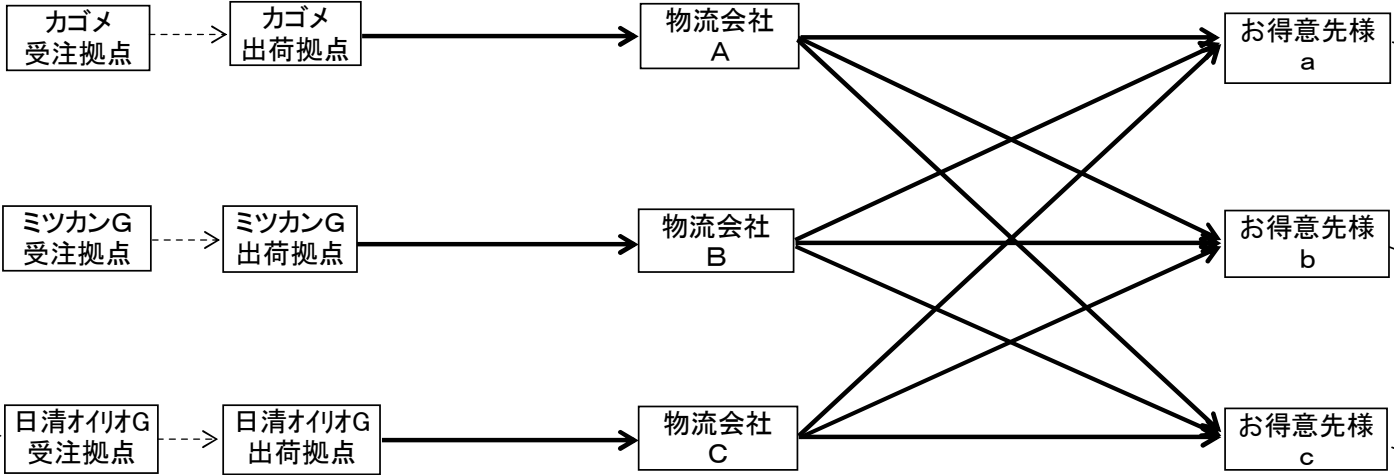 カゴメ
受注拠点
カゴメ
出荷拠点
物流会社
A
お得意先様
a
ミツカンG
受注拠点
ミツカンG
出荷拠点
物流会社
B
お得意先様
b
日清オイリオG
受注拠点
日清オイリオG
出荷拠点
物流会社
C
お得意先様
c